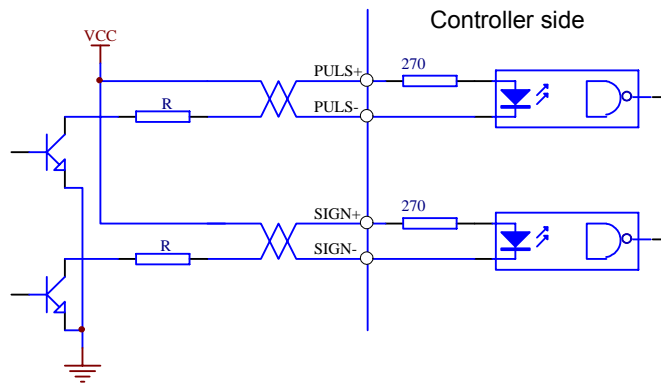 Controller side
VCC
PULS+
270
R
PULS-
SIGN+
270
R
SIGN-